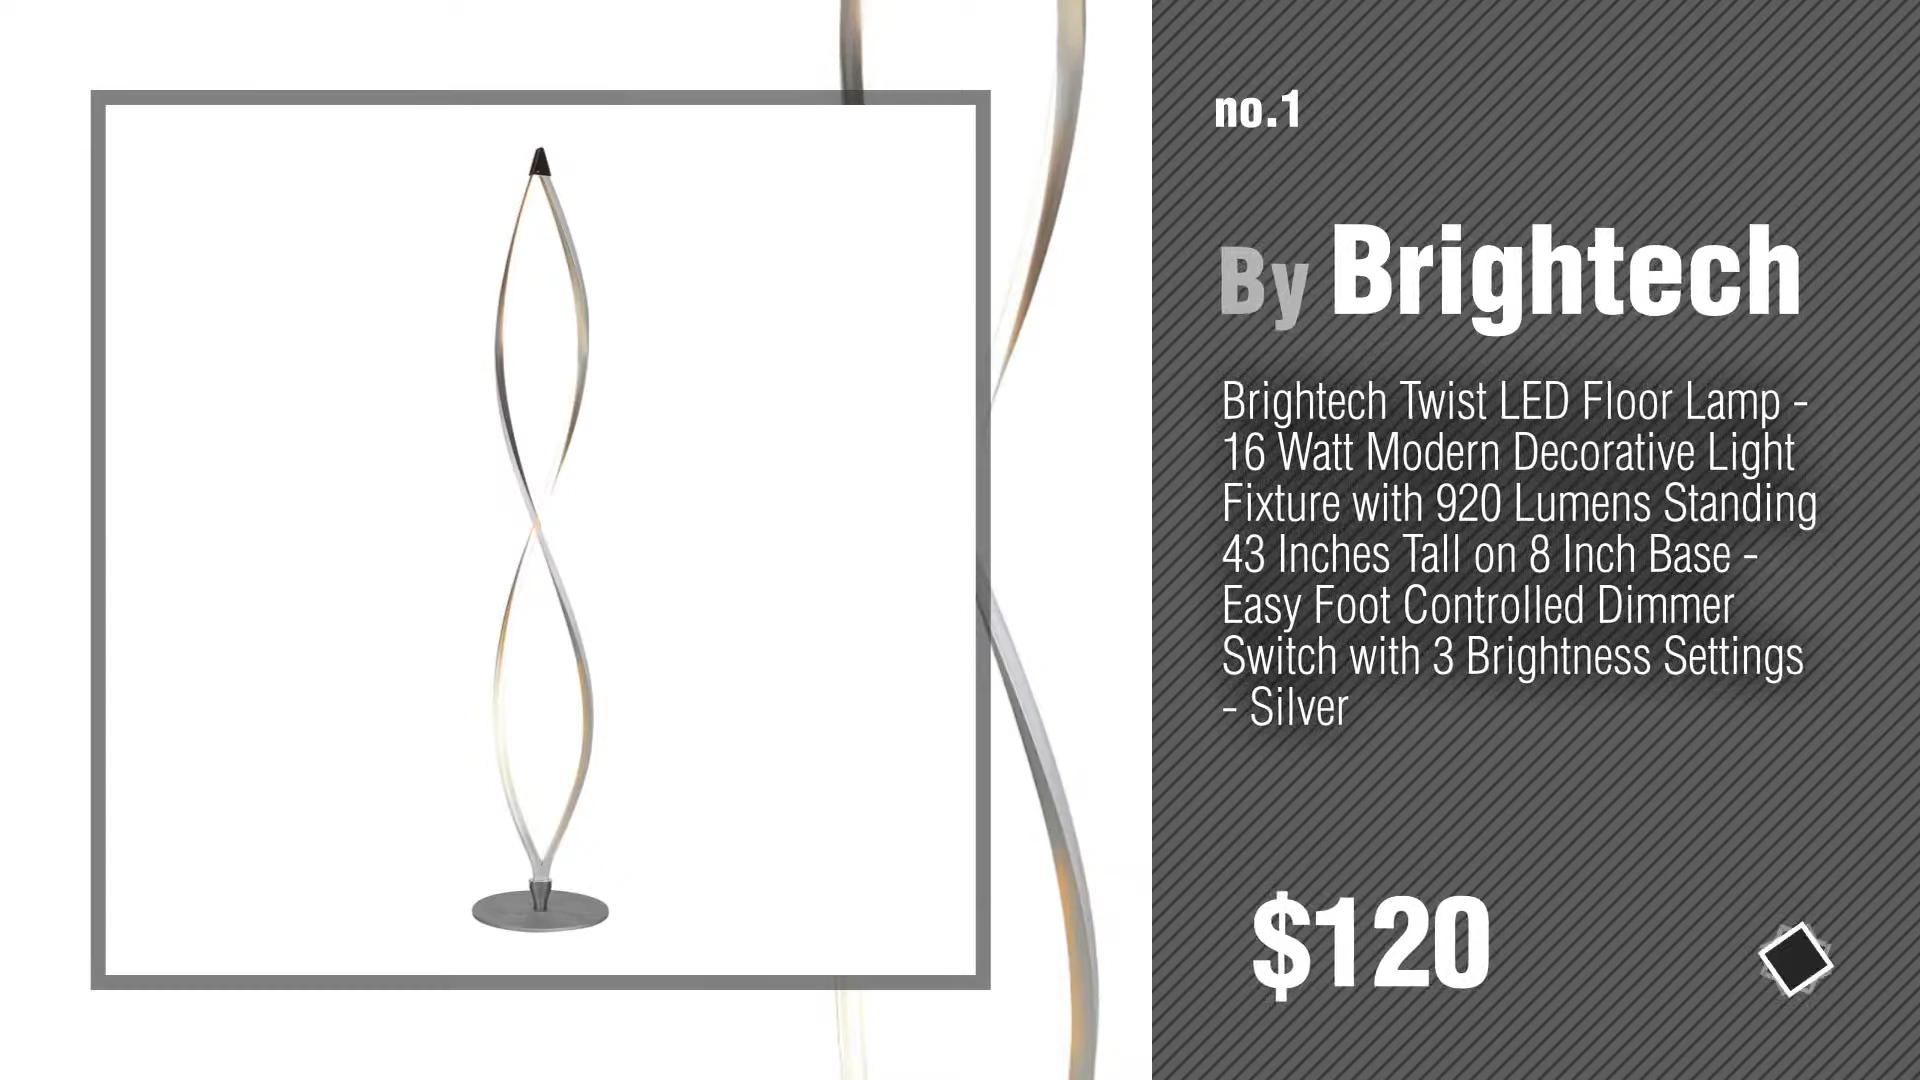 no.1
By Brightech
Brightech Twist LED Floor Lamp -
16 Watt Modern Decorative Light
Fixture with 920 Lumens Standing
43 Inches Tall on 8 Inch Base -
Easy Foot Controlled Dimmer
Switch with 3 Brightness Settings
- Silver
$120